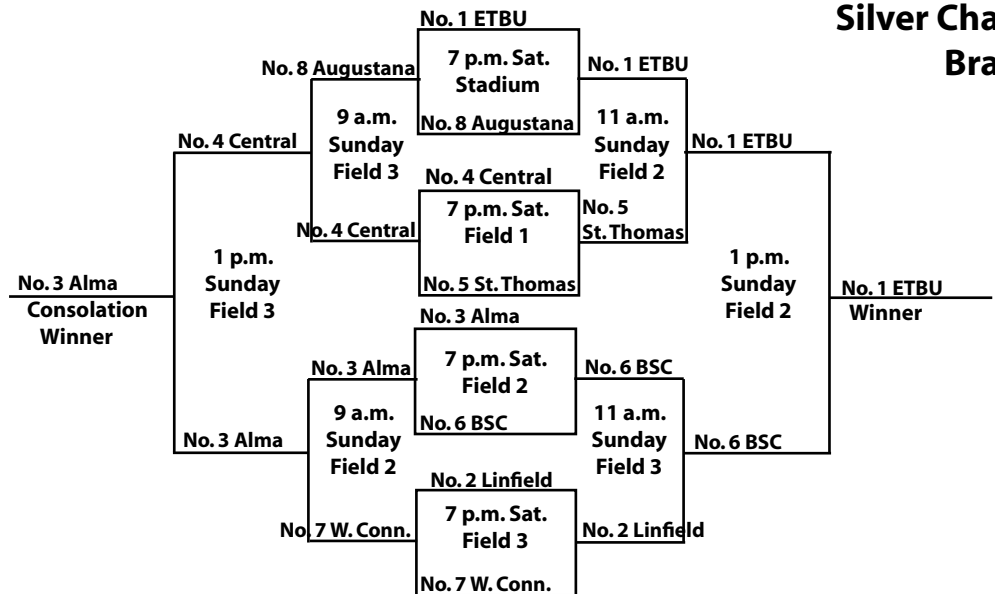 Silver Cha
Bra
No. 1 ETBU
7 p.m. Sat.
Stadium
No. 8 Augustana
No. 8 Augustana
No. 1 ETBU
9 a.m.
Sunday
Field 3
11 a.m.
Sunday
Field 2
No. 4 Central
No. 1 ETBU
No. 4 Central
7 p.m. Sat.
Field 1
No. 5 St. Thomas
No. 4 Central
No. 5
St. Thomas
1 p.m.
Sunday
Field 3
1 p.m.
Sunday
Field 2
No. 3 Alma
Consolation
Winner
No. 1 ETBU
Winner
No. 3 Alma
7 p.m. Sat.
Field 2
No. 6 BSC
No. 3 Alma
No. 6 BSC
9 a.m.
Sunday
Field 2
11 a.m.
Sunday
Field 3
No. 3 Alma
No. 6 BSC
No. 2 Linfield
7 p.m. Sat.
Field 3
No. 7 W. Conn.
No. 7 W. Conn.
No. 2 Linfield